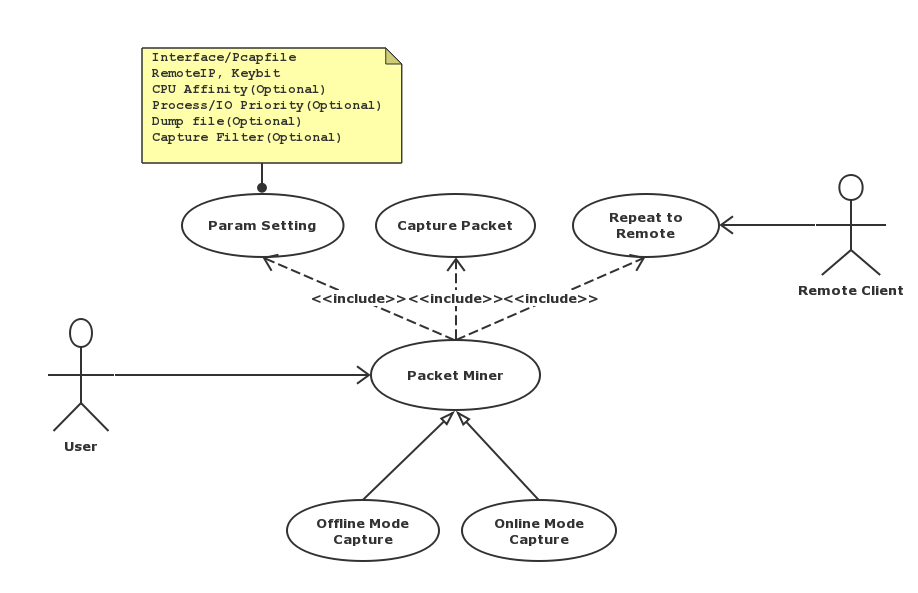 Interface/Pcapfile
RemoteIP, Keybit
CPU Affinity(Optional)
Process/IO Priority(Optional)
Dump file(Optional)
Capture Filter(Optional)
Param Setting
Capture Packet
Repeat to
Remote
Remote Client
<<include>>
<<include>>
<<include>>
Packet Miner
User
Offline Mode
Capture
Online Mode
Capture